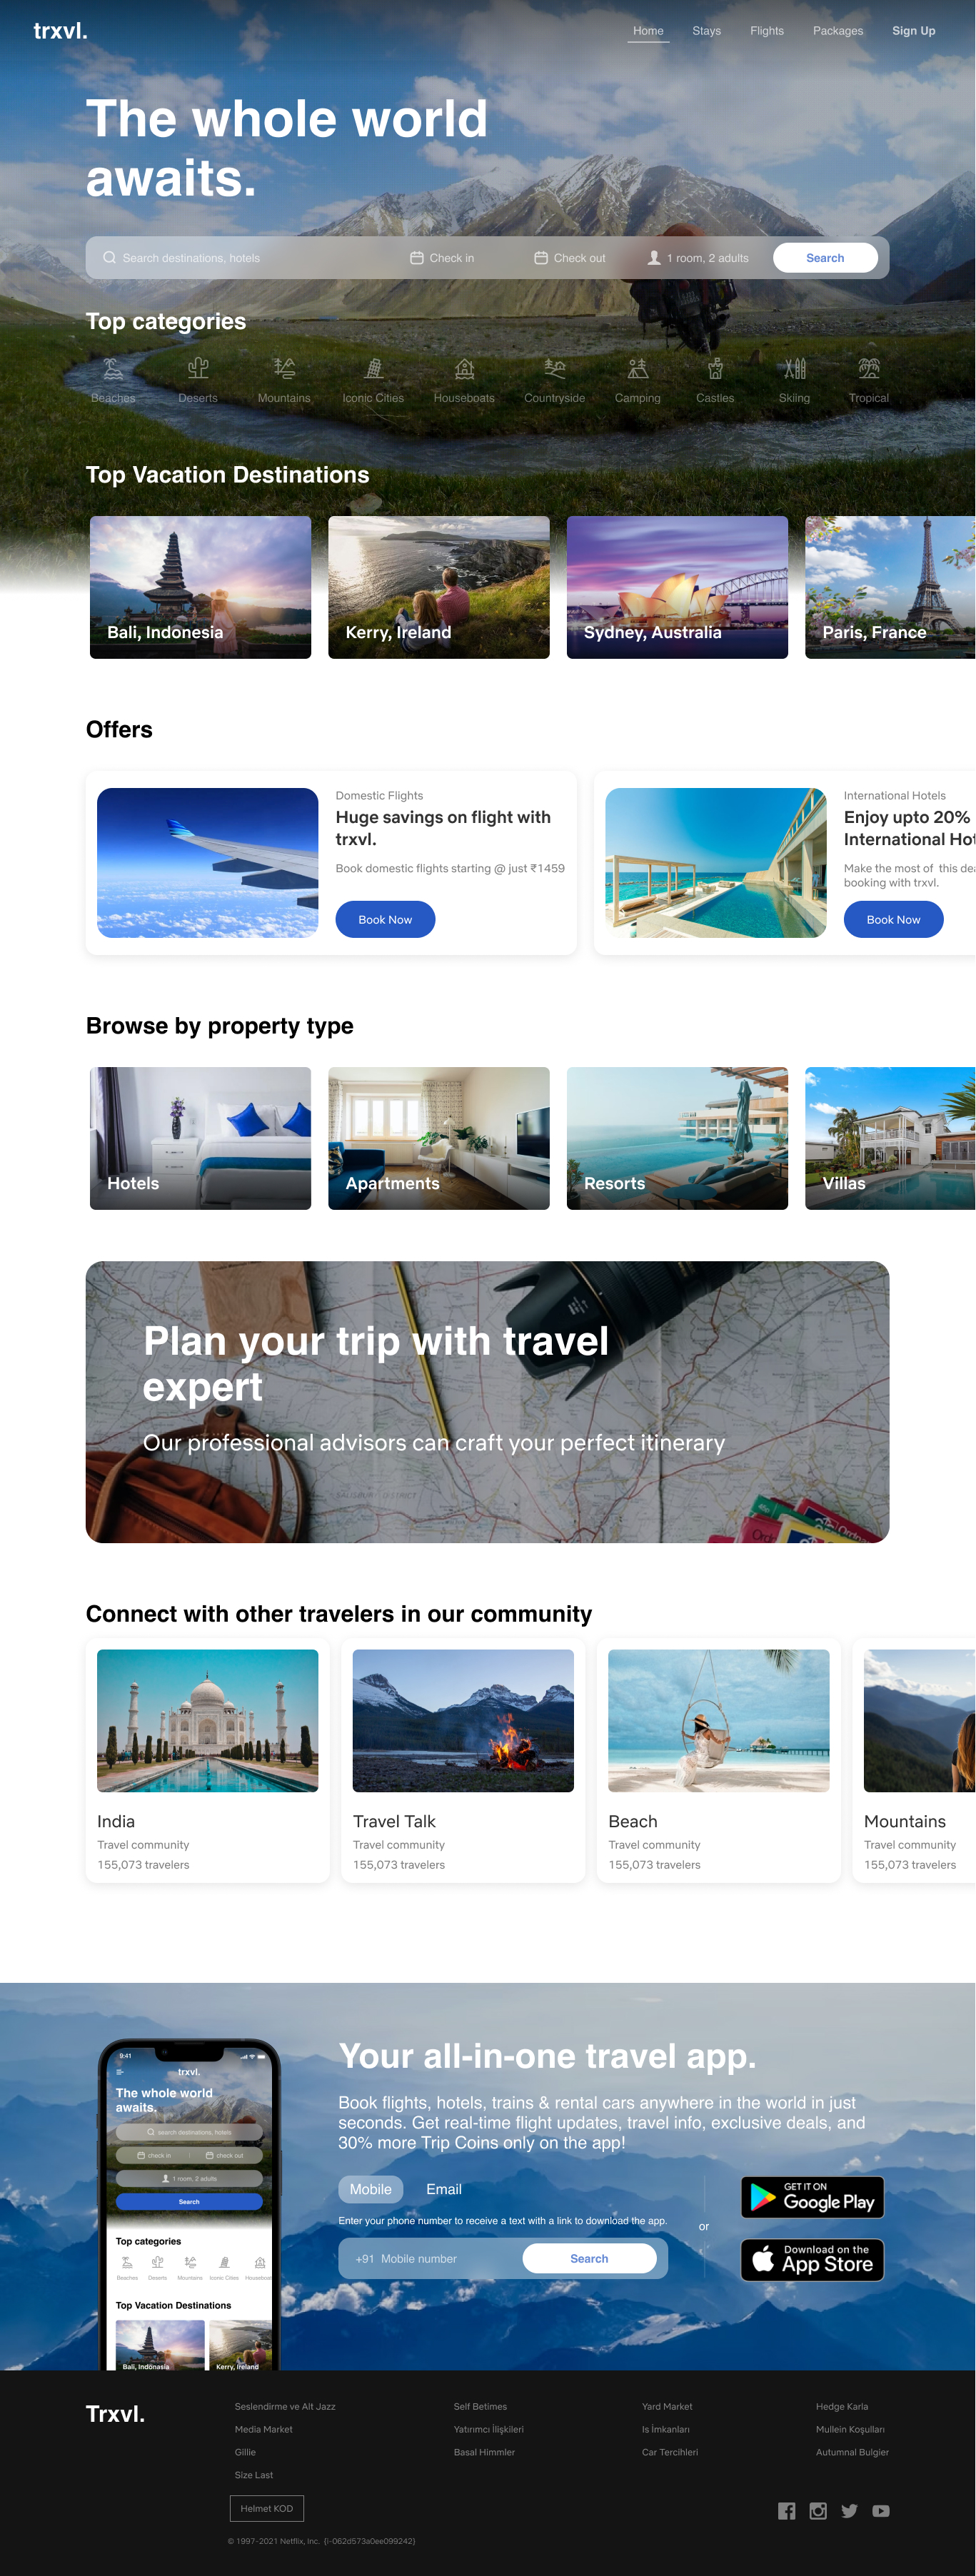 trxvl.
Home Stays Flights Packages Sign Up
The whole world
awaits.
Search destinations, hotels Check in Check out 1 room, 2 adults Search
Top categories
Beaches Deserts Mountains Iconic Cities Houseboats Countryside Camping Castles Skiing Tropical
Top Vacation Destinations
Bali, Indonesia Kerry, Ireland Sydney, Australia Paris, France
Offers
Domestic Flights
Huge savings on flight with
trxvl.
Book domestic flights starting @ just ₹1459
Book Now
International Hotels
Enjoy upto 20%
International Hot
Make the most of this dea
booking with trxvl.
Book Now
Browse by property type
Hotels Apartments Resorts Villas
Plan your trip with travel
expert
Our professional advisors can craft your perfect itinerary
Connect with other travelers in our community
India
Travel community
155,073 travelers
Travel Talk
Travel community
155,073 travelers
Beach
Travel community
155,073 travelers
Mountains
Travel community
155,073 travelers
9:41
trxvl.
The whole world
awaits.
search destinations, hotels
check in check out
1 room, 2 adults
Search
Top categories
Beaches Deserts Mountains Iconic Cities Houseboa
Top Vacation Destinations
Bali, Indonasia Kerry, Ireland
Your all-in-one travel app.
Book flights, hotels, trains & rental cars anywhere in the world in just
seconds. Get real-time flight updates, travel info, exclusive deals, and
30% more Trip Coins only on the app!
Mobile Email
Enter your phone number to receive a text with a link to download the app.
+91 Mobile number Search
or
GET IT ON
Google Play
Download on the
App Store
Trxvl.
Seslendirme ve Alt Jazz
Media Market
Gillie
Size Last
Self Betimes
Yatırımcı İlişkileri
Basal Himmler
Yard Market
Is İmkanları
Car Tercihleri
Hedge Karla
Mullein Koşulları
Autumnal Bulgier
Helmet KOD
© 1997-2021 Netflix, Inc. {i-062d573a0ee099242}